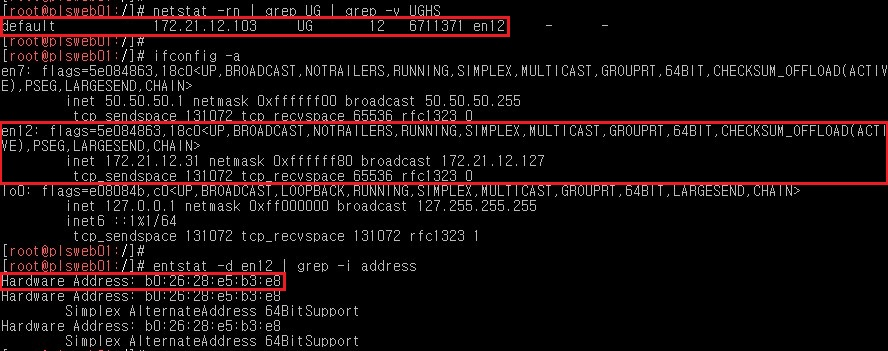 [root@plsweb01:/]# netstat -rn | grep UG | grep -v UGHS
default 172.21.12.103 UG 12 6711371 en12 - -
[root@plsweb01:/]#
[root@plsweb01:/]# ifconfig -a
en7: flags=5e084863,18c0<UP,BROADCAST,NOTRAILERS,RUNNING,SIMPLEX,MULTICAST,GROUPRT,64BIT,CHECKSUM_OFFLOAD(ACTIV
E),PSEG,LARGESEND,CHAIN>
inet 50.50.50.1 netmask 0xffffff00 broadcast 50.50.50.255
tcp_sendspace 131072 tcp_recvspace 65536 rfc1323 0
en12: flags=5e084863,18c0<UP,BROADCAST,NOTRAILERS,RUNNING,SIMPLEX,MULTICAST,GROUPRT,64BIT,CHECKSUM_OFFLOAD(ACTI
VE),PSEG,LARGESEND,CHAIN>
inet 172.21.12.31 netmask 0xffffff80 broadcast 172.21.12.127
tcp_sendspace 131072 tcp_recvspace 65536 rfc1323 0
lo0: flags=e08084b,c0<UP,BROADCAST,LOOPBACK,RUNNING,SIMPLEX,MULTICAST,GROUPRT,64BIT,LARGESEND,CHAIN>
inet 127.0.0.1 netmask 0xff000000 broadcast 127.255.255.255
inet6 ::1%1/64
tcp_sendspace 131072 tcp_recvspace 131072 rfc1323 1
[root@plsweb01:/]#
[root@plsweb01:/]# entstat -d en12 | grep -i address
Hardware Address: b0:26:28:e5:b3:e8
Hardware Address: b0:26:28:e5:b3:e8
Simplex AlternateAddress 64BitSupport
Hardware Address: b0:26:28:e5:b3:e8
Simplex AlternateAddress 64BitSupport